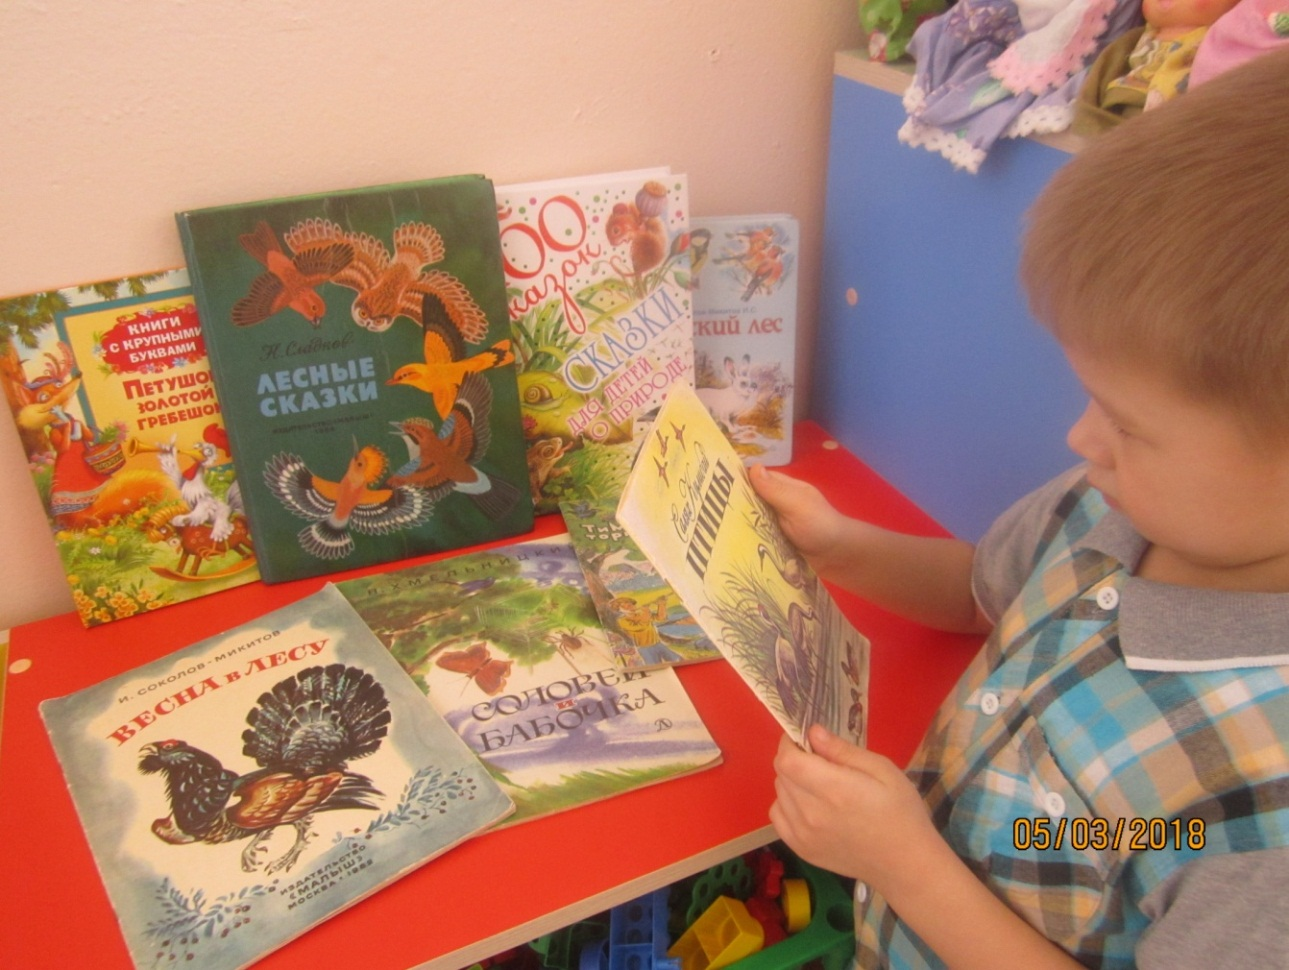 КНИГИ
С КРУПНЫМИ
БУКВАМИ
ПЕТУШОК
ЗОЛОТОЙ
ГРЕБЕШОК
Н. Сладков
ЛЕСНЫЕ
СКАЗКИ
СКАЗКИ
ДЛЯ ДЕТЕЙ
О ПРИРОДЕ
лес
ПТИЦЫ
И. ХМЕЛЬНИЦКИ
СОЛОВЕЙ
И
БАБОЧКА
И. СОКОЛОВ-МИКИТОВ
ВЕСНА В ЛЕСУ
ИЗДАТЕЛЬСТВО
«МАЛЫШ»
МОСКВА
05/03/2018